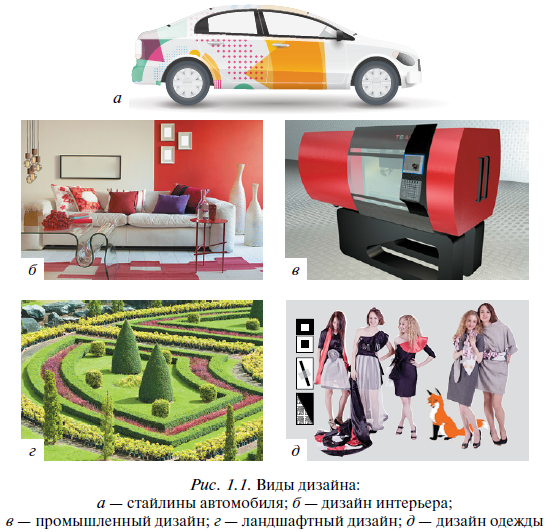 а
б
в
г
д
Рис. 1.1. Виды дизайна:
а — стайлины автомобиля; б — дизайн интерьера;
в — промышленный дизайн; г — ландшафтный дизайн; д — дизайн одежды